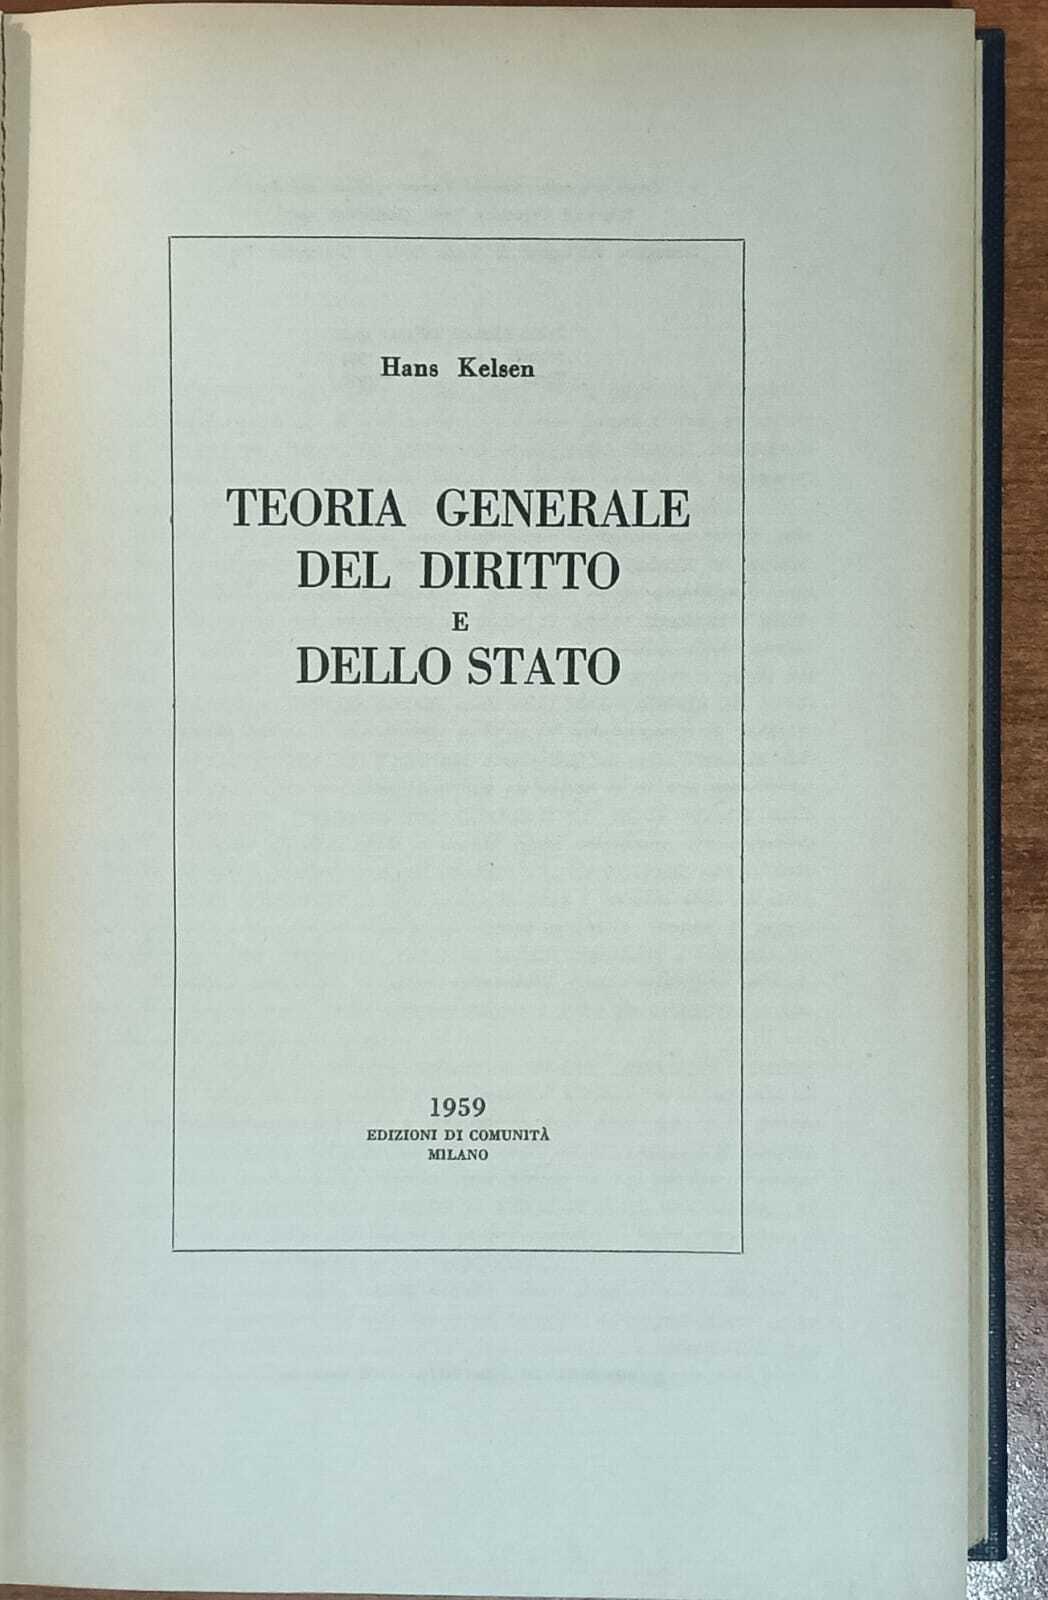 Hans Kelsen
TEORIA GENERALE
DEL DIRITTO
E
DELLO STATO
1959
EDIZIONI DI COMUNITÀ
MILANO